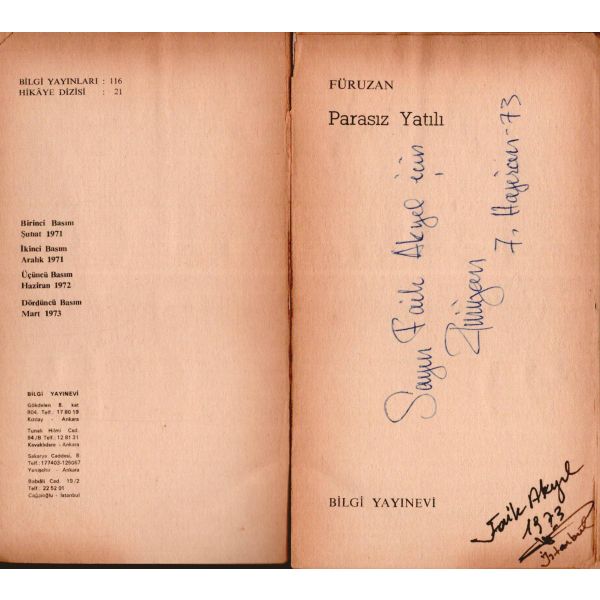 BİLGİ YAYINLARI : 116
HİKÂYE DİZİSİ : 21
Birinci Basım
Şubat 1971
İkinci Basım
Aralık 1971
Üçüncü Basım
Haziran 1972
Dördüncü Basım
Mart 1973
BİLGİ YAYINEVİ
Gökdelen 8. kat
804, Telf.: 17 80 19
Kızılay - Ankara
Tunalı Hilmi Cad.
84/B Telf.: 12 81 31
Kavaklıdere - Ankara
Sakarya Caddesi, 8
Telf.: 177403-126067
Yenişehir - Ankara
Babıâli Cad. 19/2
Telf.: 22 52 01
Cağaloğlu - İstanbul
FÜRUZAN
Parasız Yatılı
Sayın Faik Akyel için
Füruzan
7. Haziran-73
BİLGİ YAYINEVİ
Faik Akyel
1973
İstanbul